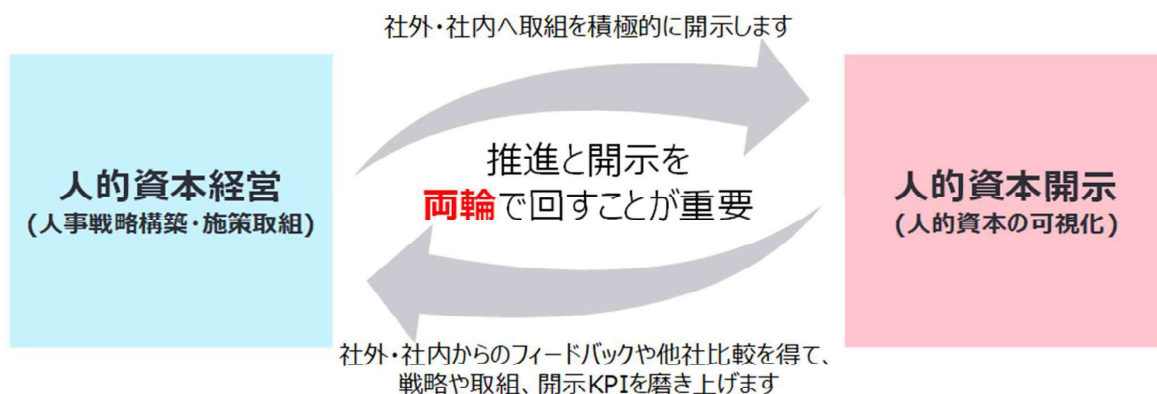 社外・社内へ取組を積極的に開示します
人的資本経営
(人事戦略構築・施策取組)
推進と開示を
両輪で回すことが重要
人的資本開示
(人的資本の可視化)
社外・社内からのフィードバックや他社比較を得て、
戦略や取組、開示KPIを磨き上げます